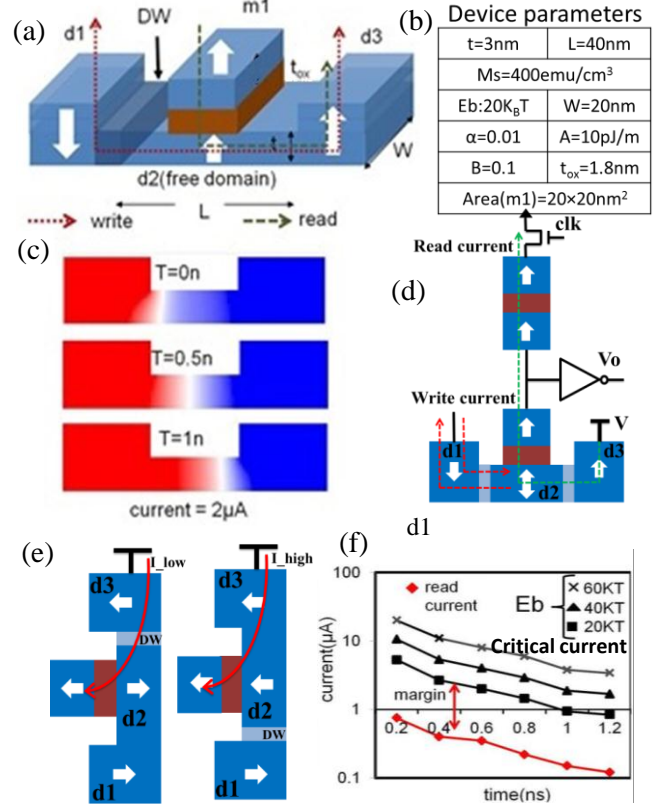 (a)
d1
DW
m1
d3
t_ox
t
W
d2(free domain)
L
write
read
(b) Device parameters
t=3nm L=40nm
Ms=400emu/cm³
Eb:20K_BT W=20nm
α=0.01 A=10pJ/m
B=0.1 t_ox=1.8nm
Area(m1)=20×20nm²
(c)
T=0n
T=0.5n
T=1n
current = 2μA
clk
Read current
(d)
Vo
Write current
V
d1
d3
d2
d1
(e)
I_low
d3
DW
d2
d1
I_high
d3
d2
DW
d1
(f)
100
10
1
0.1
current(μA)
read
current
Eb
60KT
40KT
20KT
Critical current
margin
0.2 0.4 0.6 0.8 1 1.2
time(ns)